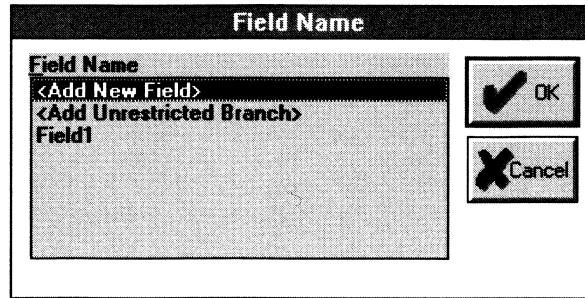 Field Name
Field Name
<Add New Field>
<Add Unrestricted Branch>
Field1
OK
Cancel